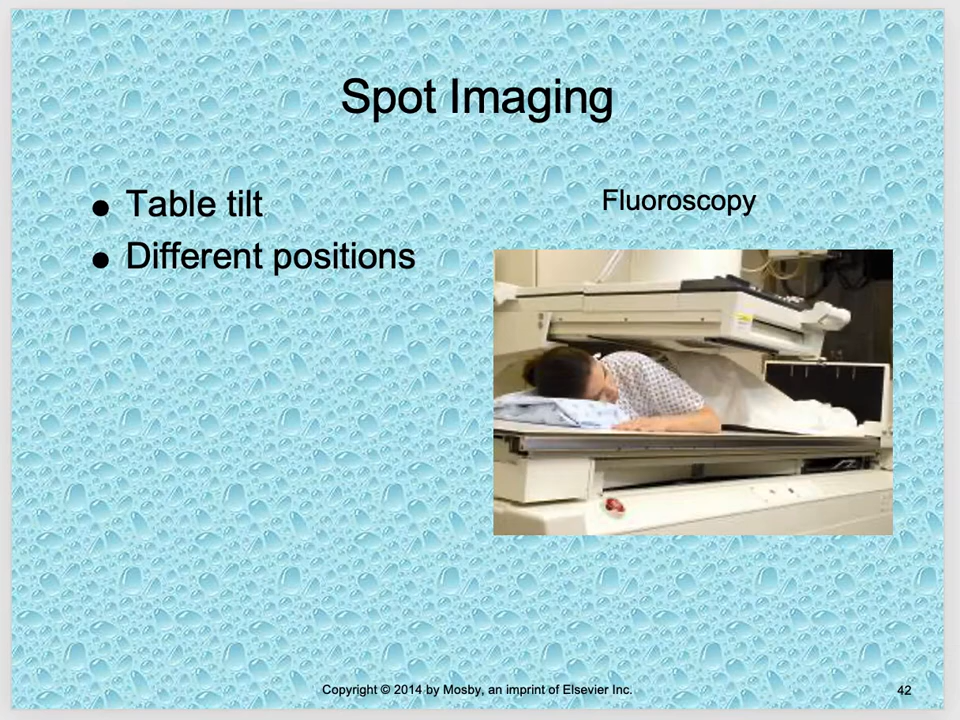 Spot Imaging
● Table tilt
● Different positions
Fluoroscopy
Copyright © 2014 by Mosby, an imprint of Elsevier Inc.
42